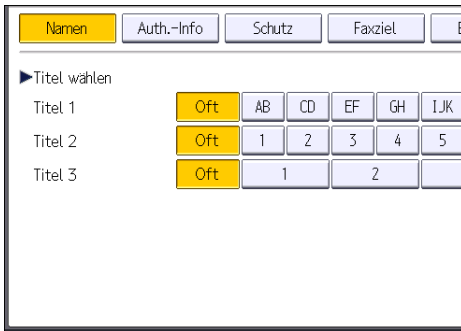 Namen Auth.-Info Schutz Faxziel
▶Titel wählen
Titel 1 Oft AB CD EF GH IJK
Titel 2 Oft 1 2 3 4 5
Titel 3 Oft 1 2